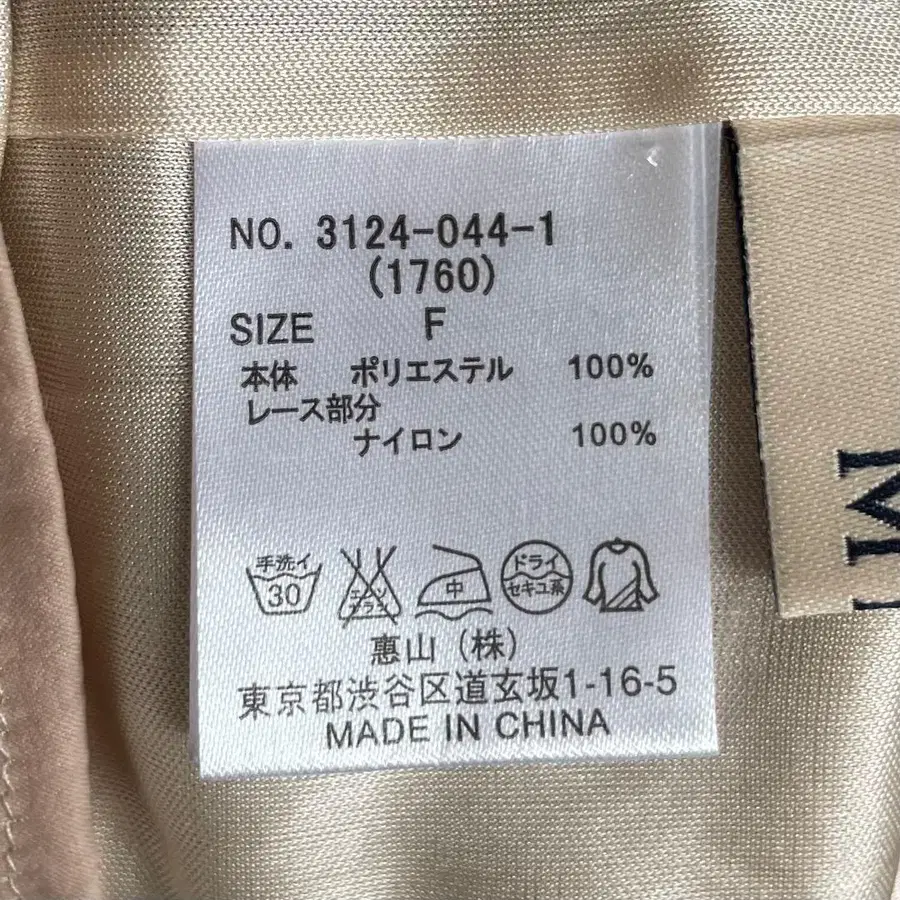 NO. 3124-044-1
(1760)
SIZE F
本体 ポリエステル 100%
レース部分
ナイロン 100%
手洗イ 30
エンソ サラシ
中
ドライ セキユ系
惠山(株)
東京都渋谷区道玄坂1-16-5
MADE IN CHINA
M